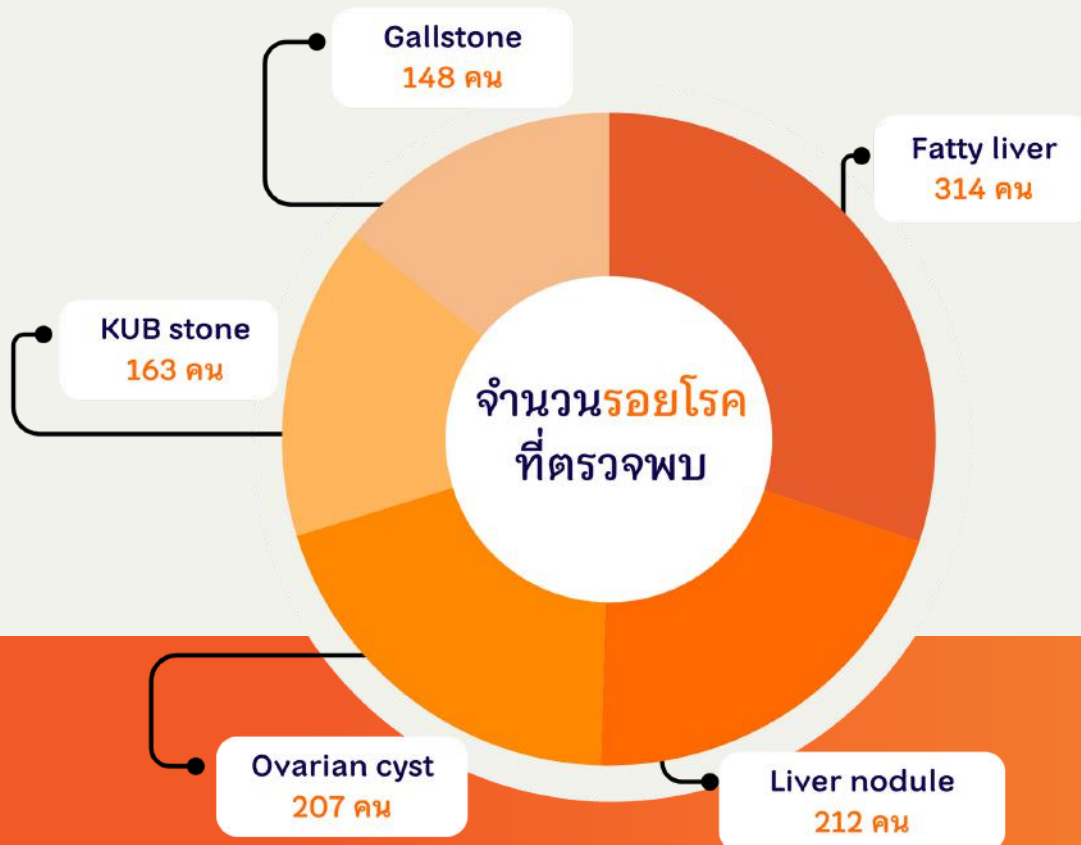 Gallstone
148 คน
Fatty liver
314 คน
KUB stone
163 คน
จำนวนรอยโรค
ที่ตรวจพบ
Ovarian cyst
207 คน
Liver nodule
212 คน